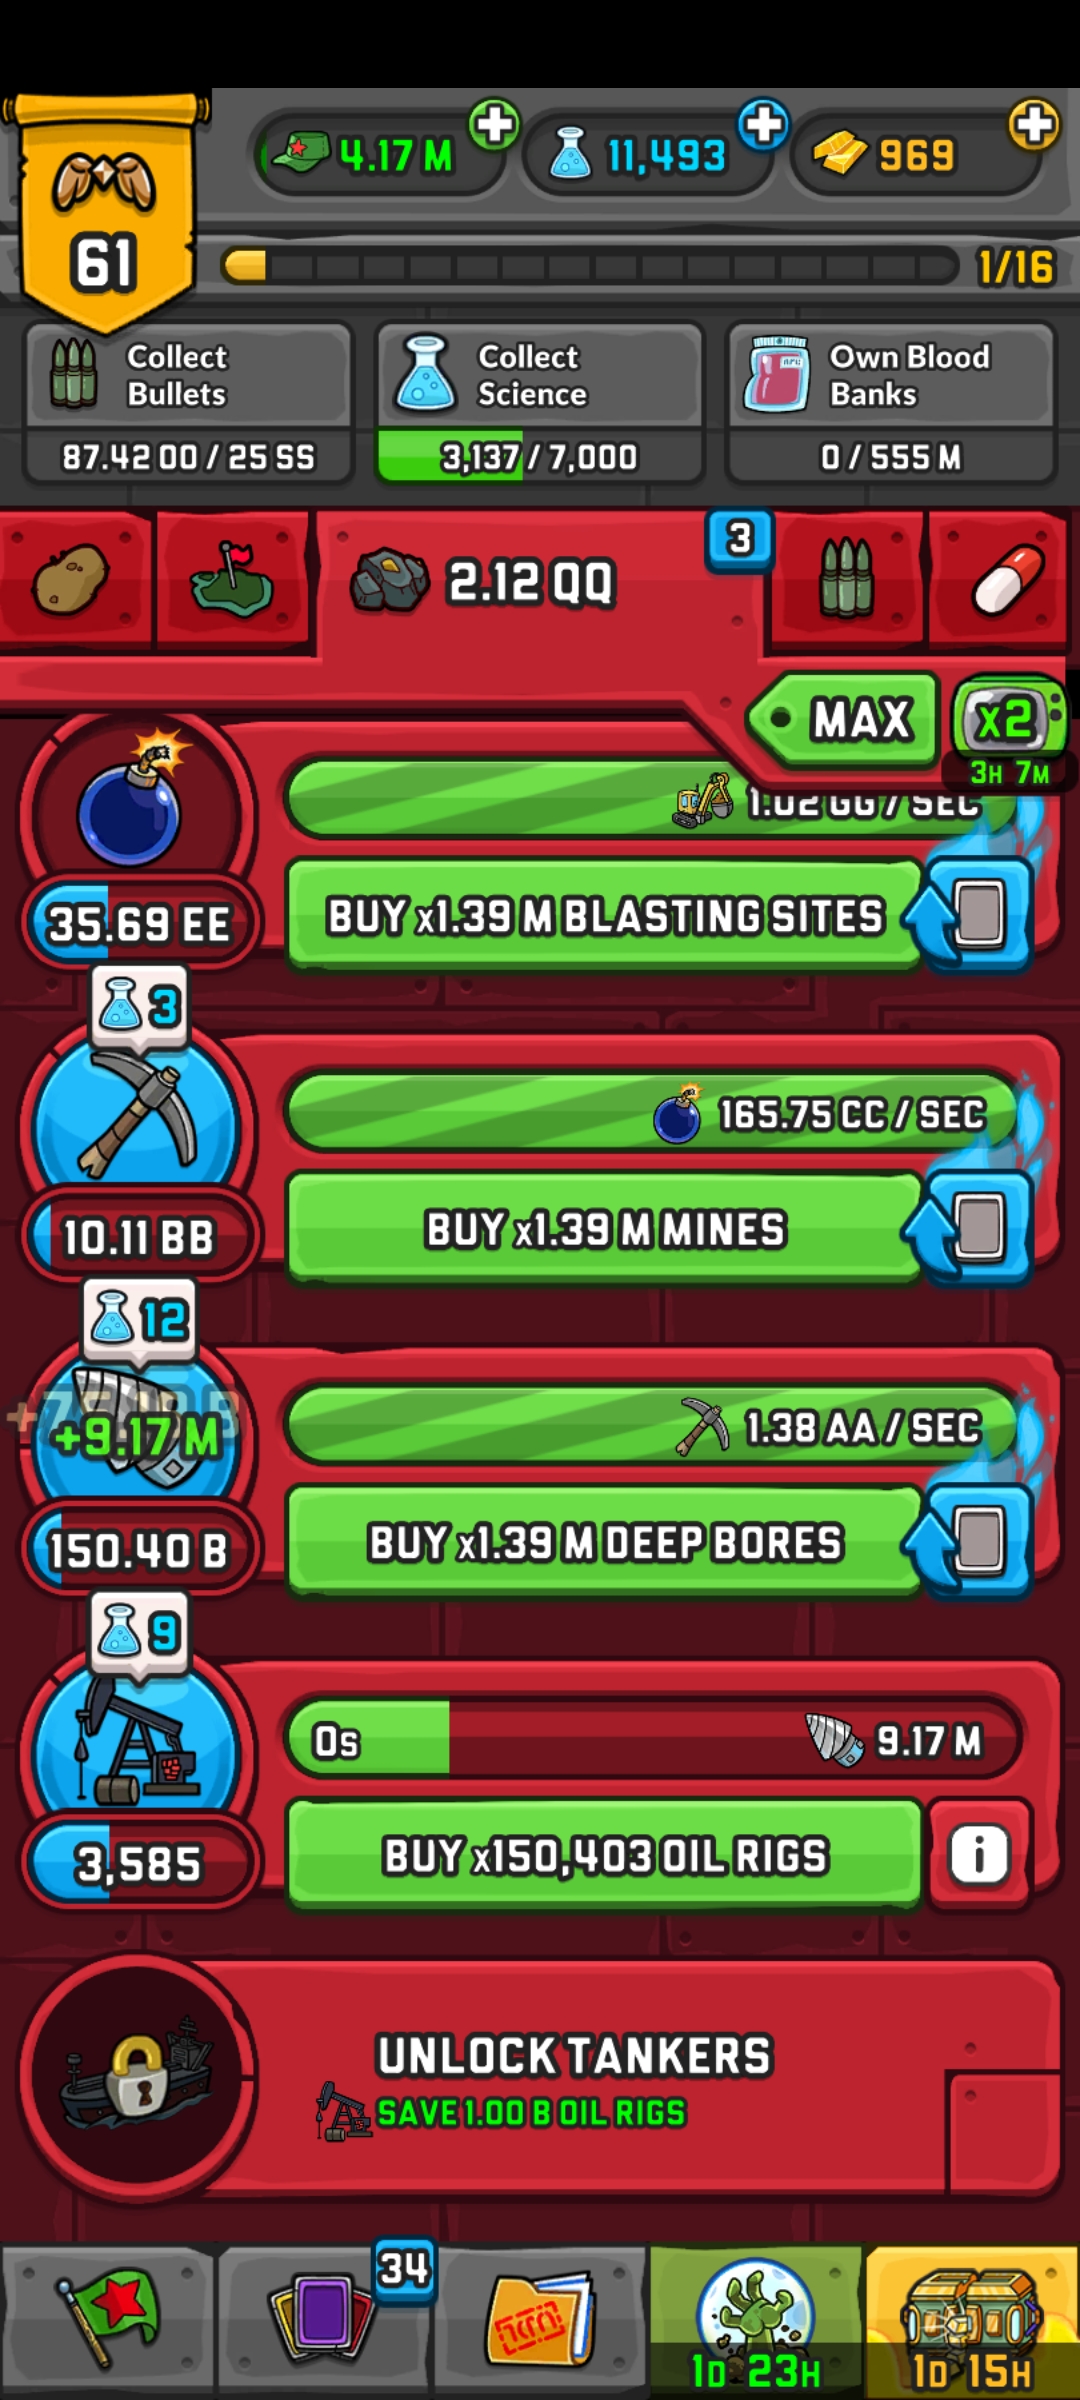 4.17 M
11,493
969
61
1/16
Collect
Bullets
Collect
Science
Own Blood
Banks
87.42 OO / 25 SS
3,137 / 7,000
0 / 555 M
2.12 QQ
3
MAX
x2
3H 7M
1.02 GG / SEC
35.69 EE
BUY x1.39 M BLASTING SITES
3
165.75 CC / SEC
10.11 BB
BUY x1.39 M MINES
12
+9.17 M
1.38 AA / SEC
150.40 B
BUY x1.39 M DEEP BORES
9
0s
9.17 M
3,585
BUY x150,403 OIL RIGS
i
UNLOCK TANKERS
SAVE 1.00 B OIL RIGS
34
1D 23H
1D 15H